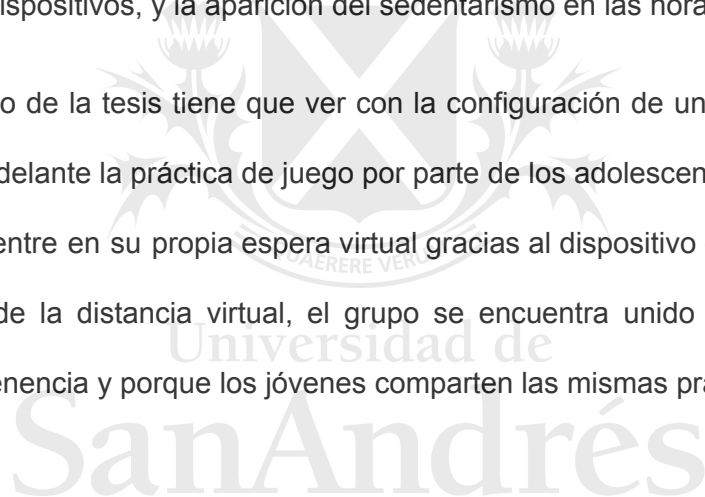 dispositivos, y la aparición del sedentarismo en las hora
o de la tesis tiene que ver con la configuración de un
delante la práctica de juego por parte de los adolescen
entre en su propia espera virtual gracias al dispositivo
QUAERERE VERUM
de la distancia virtual, el grupo se encuentra unido
Universidad de
enencia y porque los jóvenes comparten las mismas prá
SanAndrés